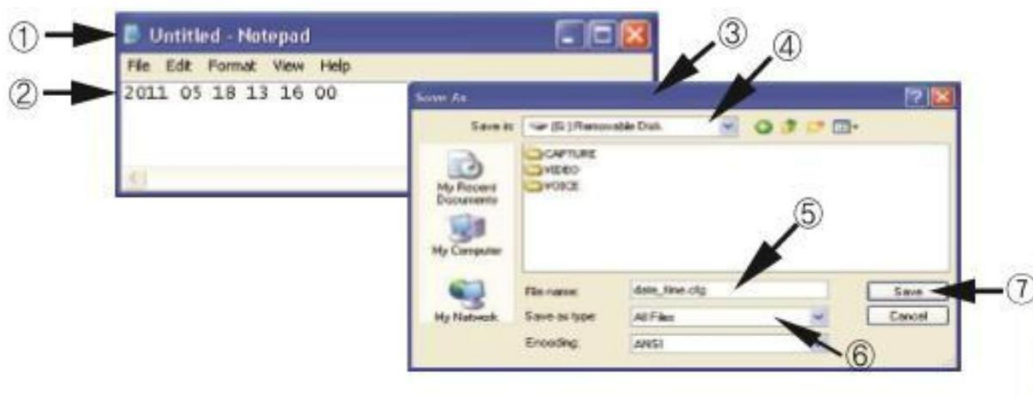 ① Untitled - Notepad
File Edit Format View Help
② 2011 05 18 13 16 00
③
④
Save As
Save in: (G:) Removable Disk
CAPTURE
VIDEO
VOICE
My Recent Documents
My Computer
My Network
⑤
File name: date_time.cfg
Save ⑦
Save as type: All Files
Cancel
⑥
Encoding: ANSI